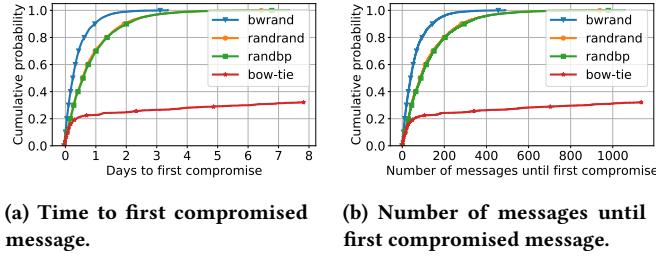 Cumulative probability
1.0
0.8
0.6
0.4
0.2
0.0
bwrand
randrand
randbp
bow-tie
0 1 2 3 4 5 6 7 8
Days to first compromise
Cumulative probability
1.0
0.8
0.6
0.4
0.2
0.0
bwrand
randrand
randbp
bow-tie
0 200 400 600 800 1000
Number of messages until first compromise
(a) Time to first compromised
message.
(b) Number of messages until
first compromised message.